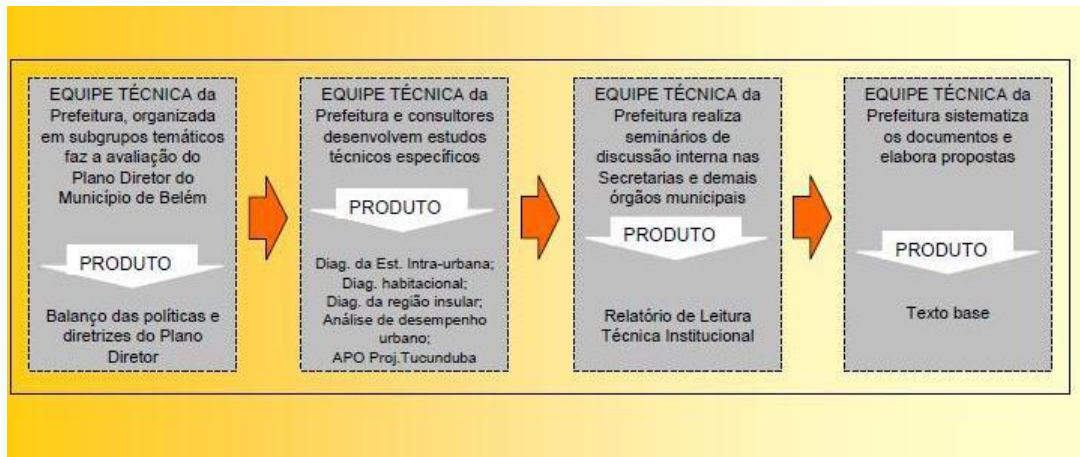 EQUIPE TÉCNICA da
Prefeitura, organizada
em subgrupos temáticos
faz a avaliação do
Plano Diretor do
Município de Belém
PRODUTO
Balanço das políticas e
diretrizes do Plano
Diretor
EQUIPE TÉCNICA da
Prefeitura e consultores
desenvolvem estudos
técnicos específicos
PRODUTO
Diag. da Est. Intra-urbana;
Diag. habitacional;
Diag. da região insular;
Análise de desempenho
urbano;
APO Proj.Tucunduba
EQUIPE TÉCNICA da
Prefeitura realiza
seminários de
discussão interna nas
Secretarias e demais
órgãos municipais
PRODUTO
Relatório de Leitura
Técnica Institucional
EQUIPE TÉCNICA da
Prefeitura sistematiza
os documentos e
elabora propostas
PRODUTO
Texto base